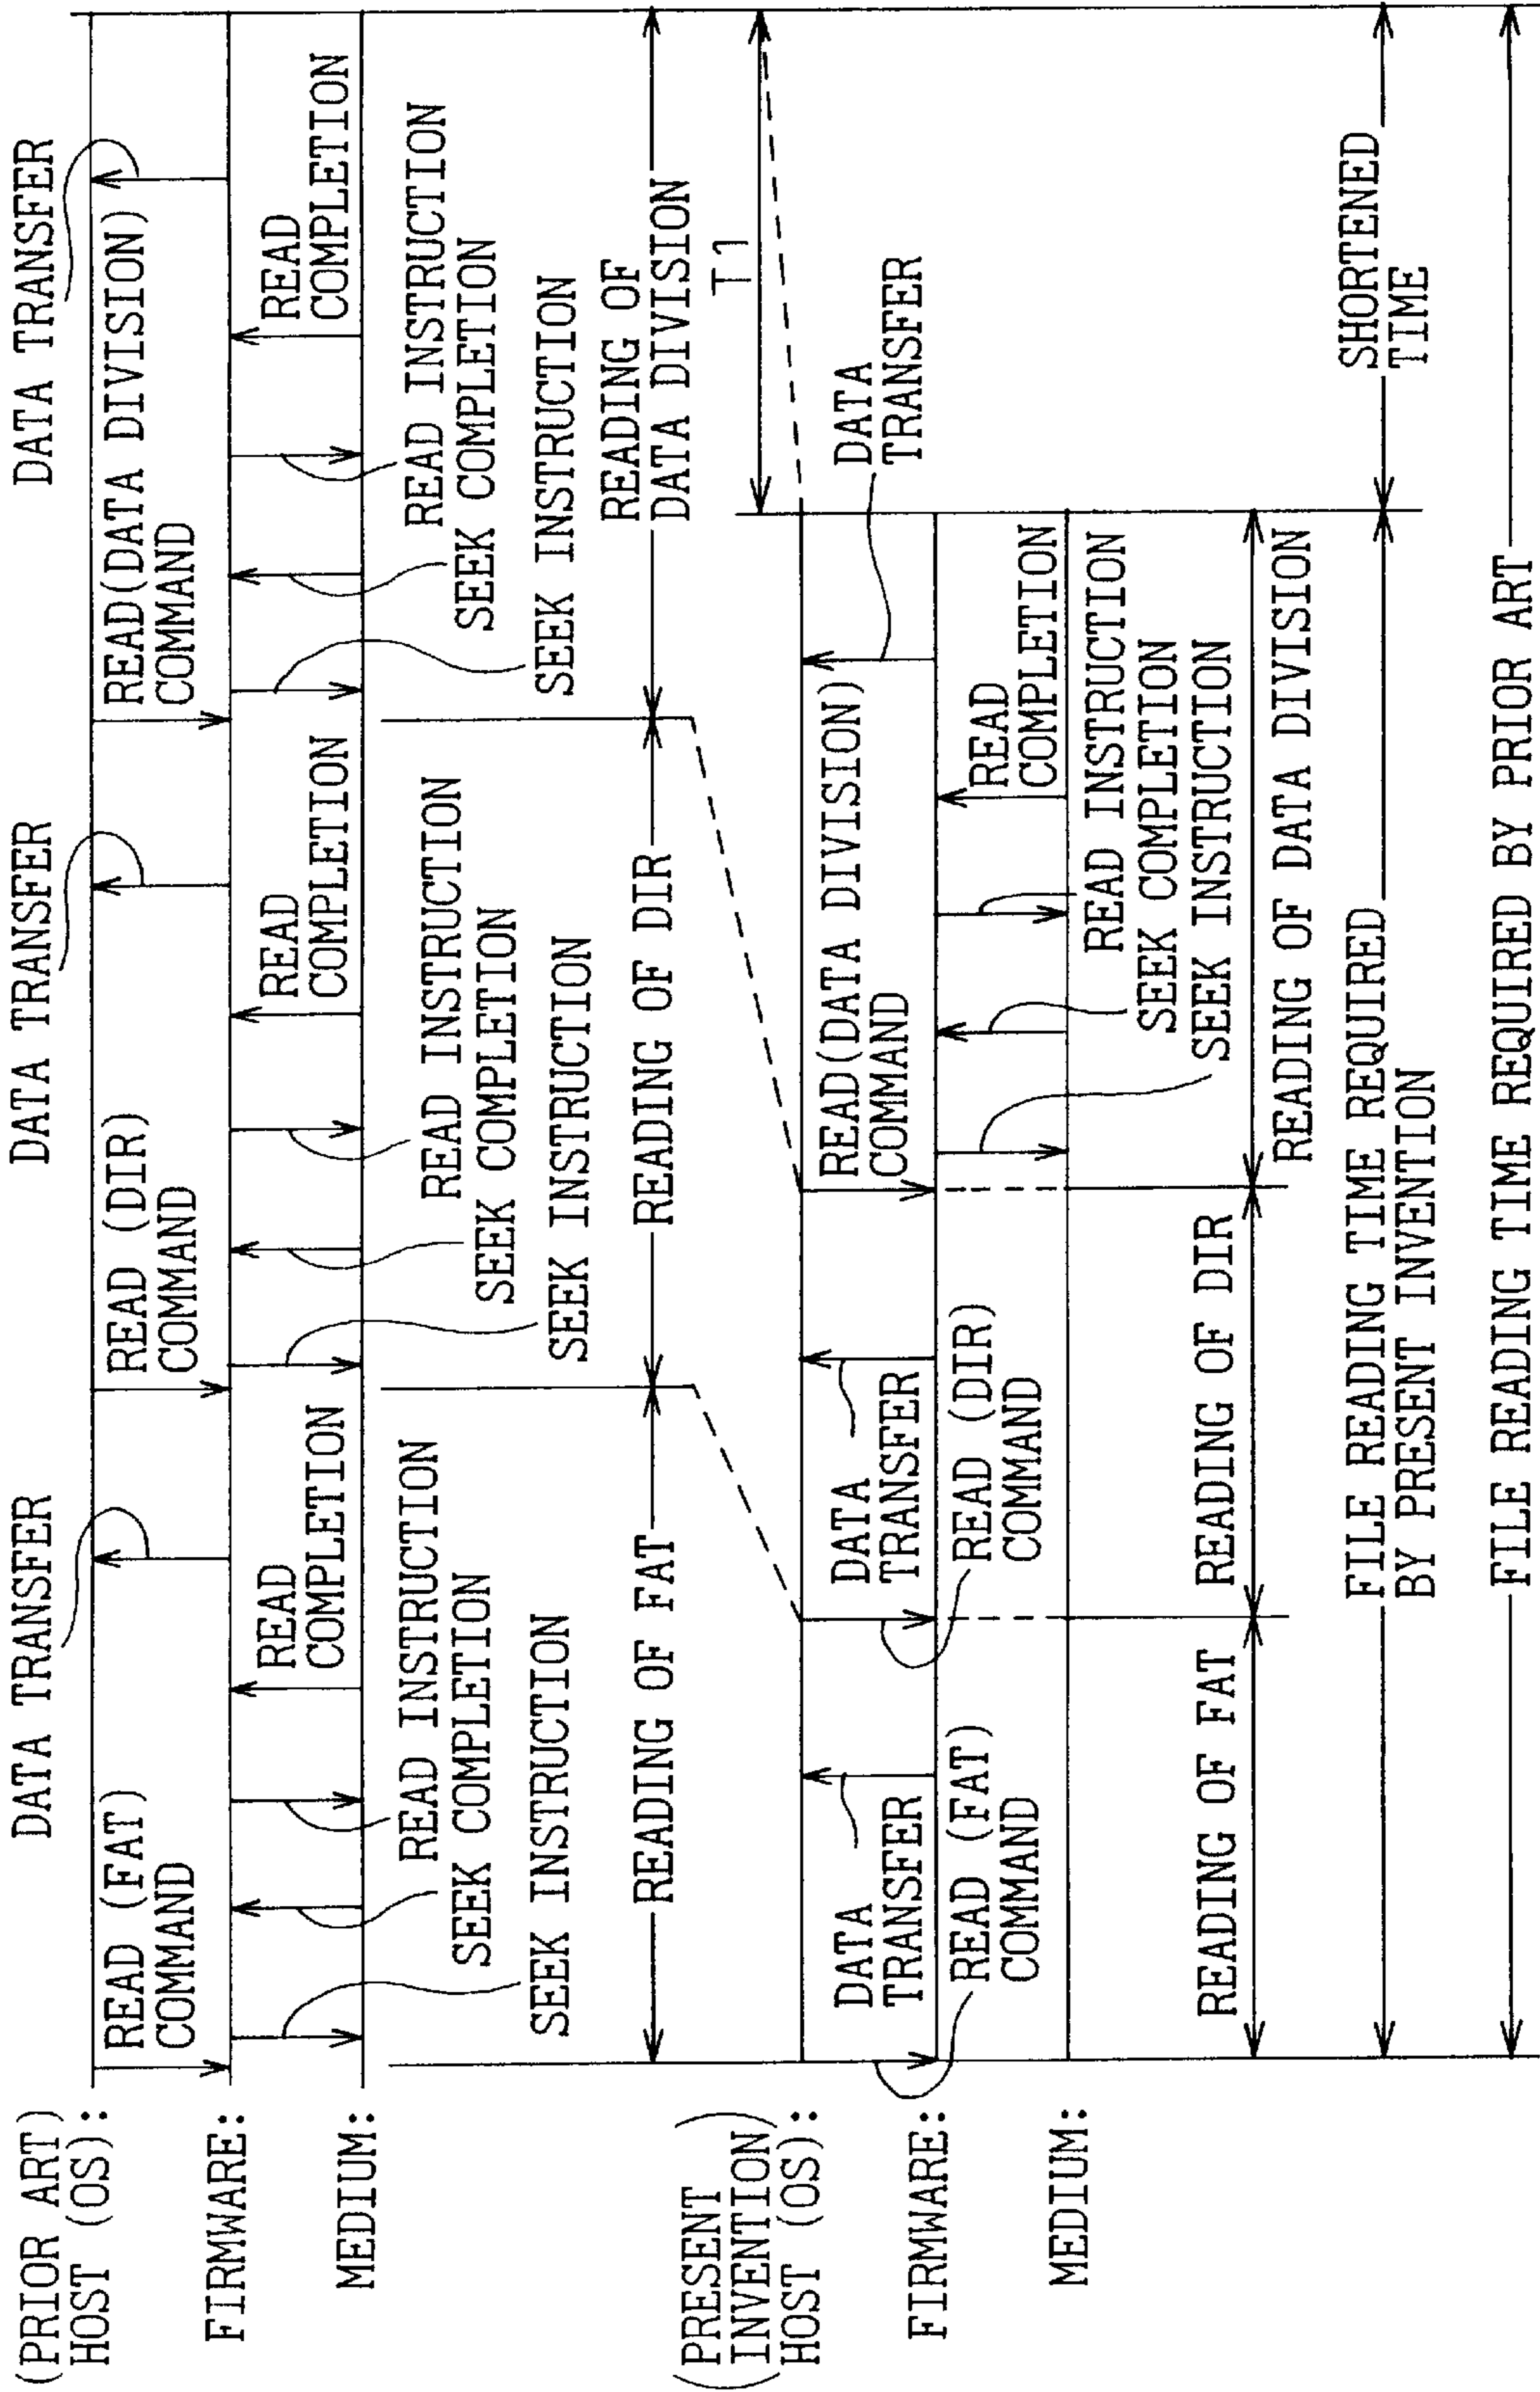 (PRIOR ART)
HOST (OS):
FIRMWARE:
MEDIUM:
DATA TRANSFER
DATA TRANSFER
DATA TRANSFER
READ (FAT)
COMMAND
READ (DIR)
COMMAND
READ(DATA DIVISION)
COMMAND
READ
COMPLETION
READ
COMPLETION
READ
COMPLETION
READ INSTRUCTION
SEEK COMPLETION
SEEK INSTRUCTION
READ INSTRUCTION
SEEK COMPLETION
SEEK INSTRUCTION
READ INSTRUCTION
SEEK COMPLETION
SEEK INSTRUCTION
READING OF FAT
READING OF DIR
READING OF
DATA DIVISION
T1
(PRESENT
INVENTION)
HOST (OS):
FIRMWARE:
MEDIUM:
DATA
TRANSFER
READ (FAT)
COMMAND
DATA
TRANSFER
READ (DIR)
COMMAND
READ(DATA DIVISION)
COMMAND
DATA
TRANSFER
READ
COMPLETION
READ INSTRUCTION
SEEK COMPLETION
SEEK INSTRUCTION
READING OF FAT
READING OF DIR
READING OF DATA DIVISION
FILE READING TIME REQUIRED
BY PRESENT INVENTION
SHORTENED
TIME
FILE READING TIME REQUIRED BY PRIOR ART